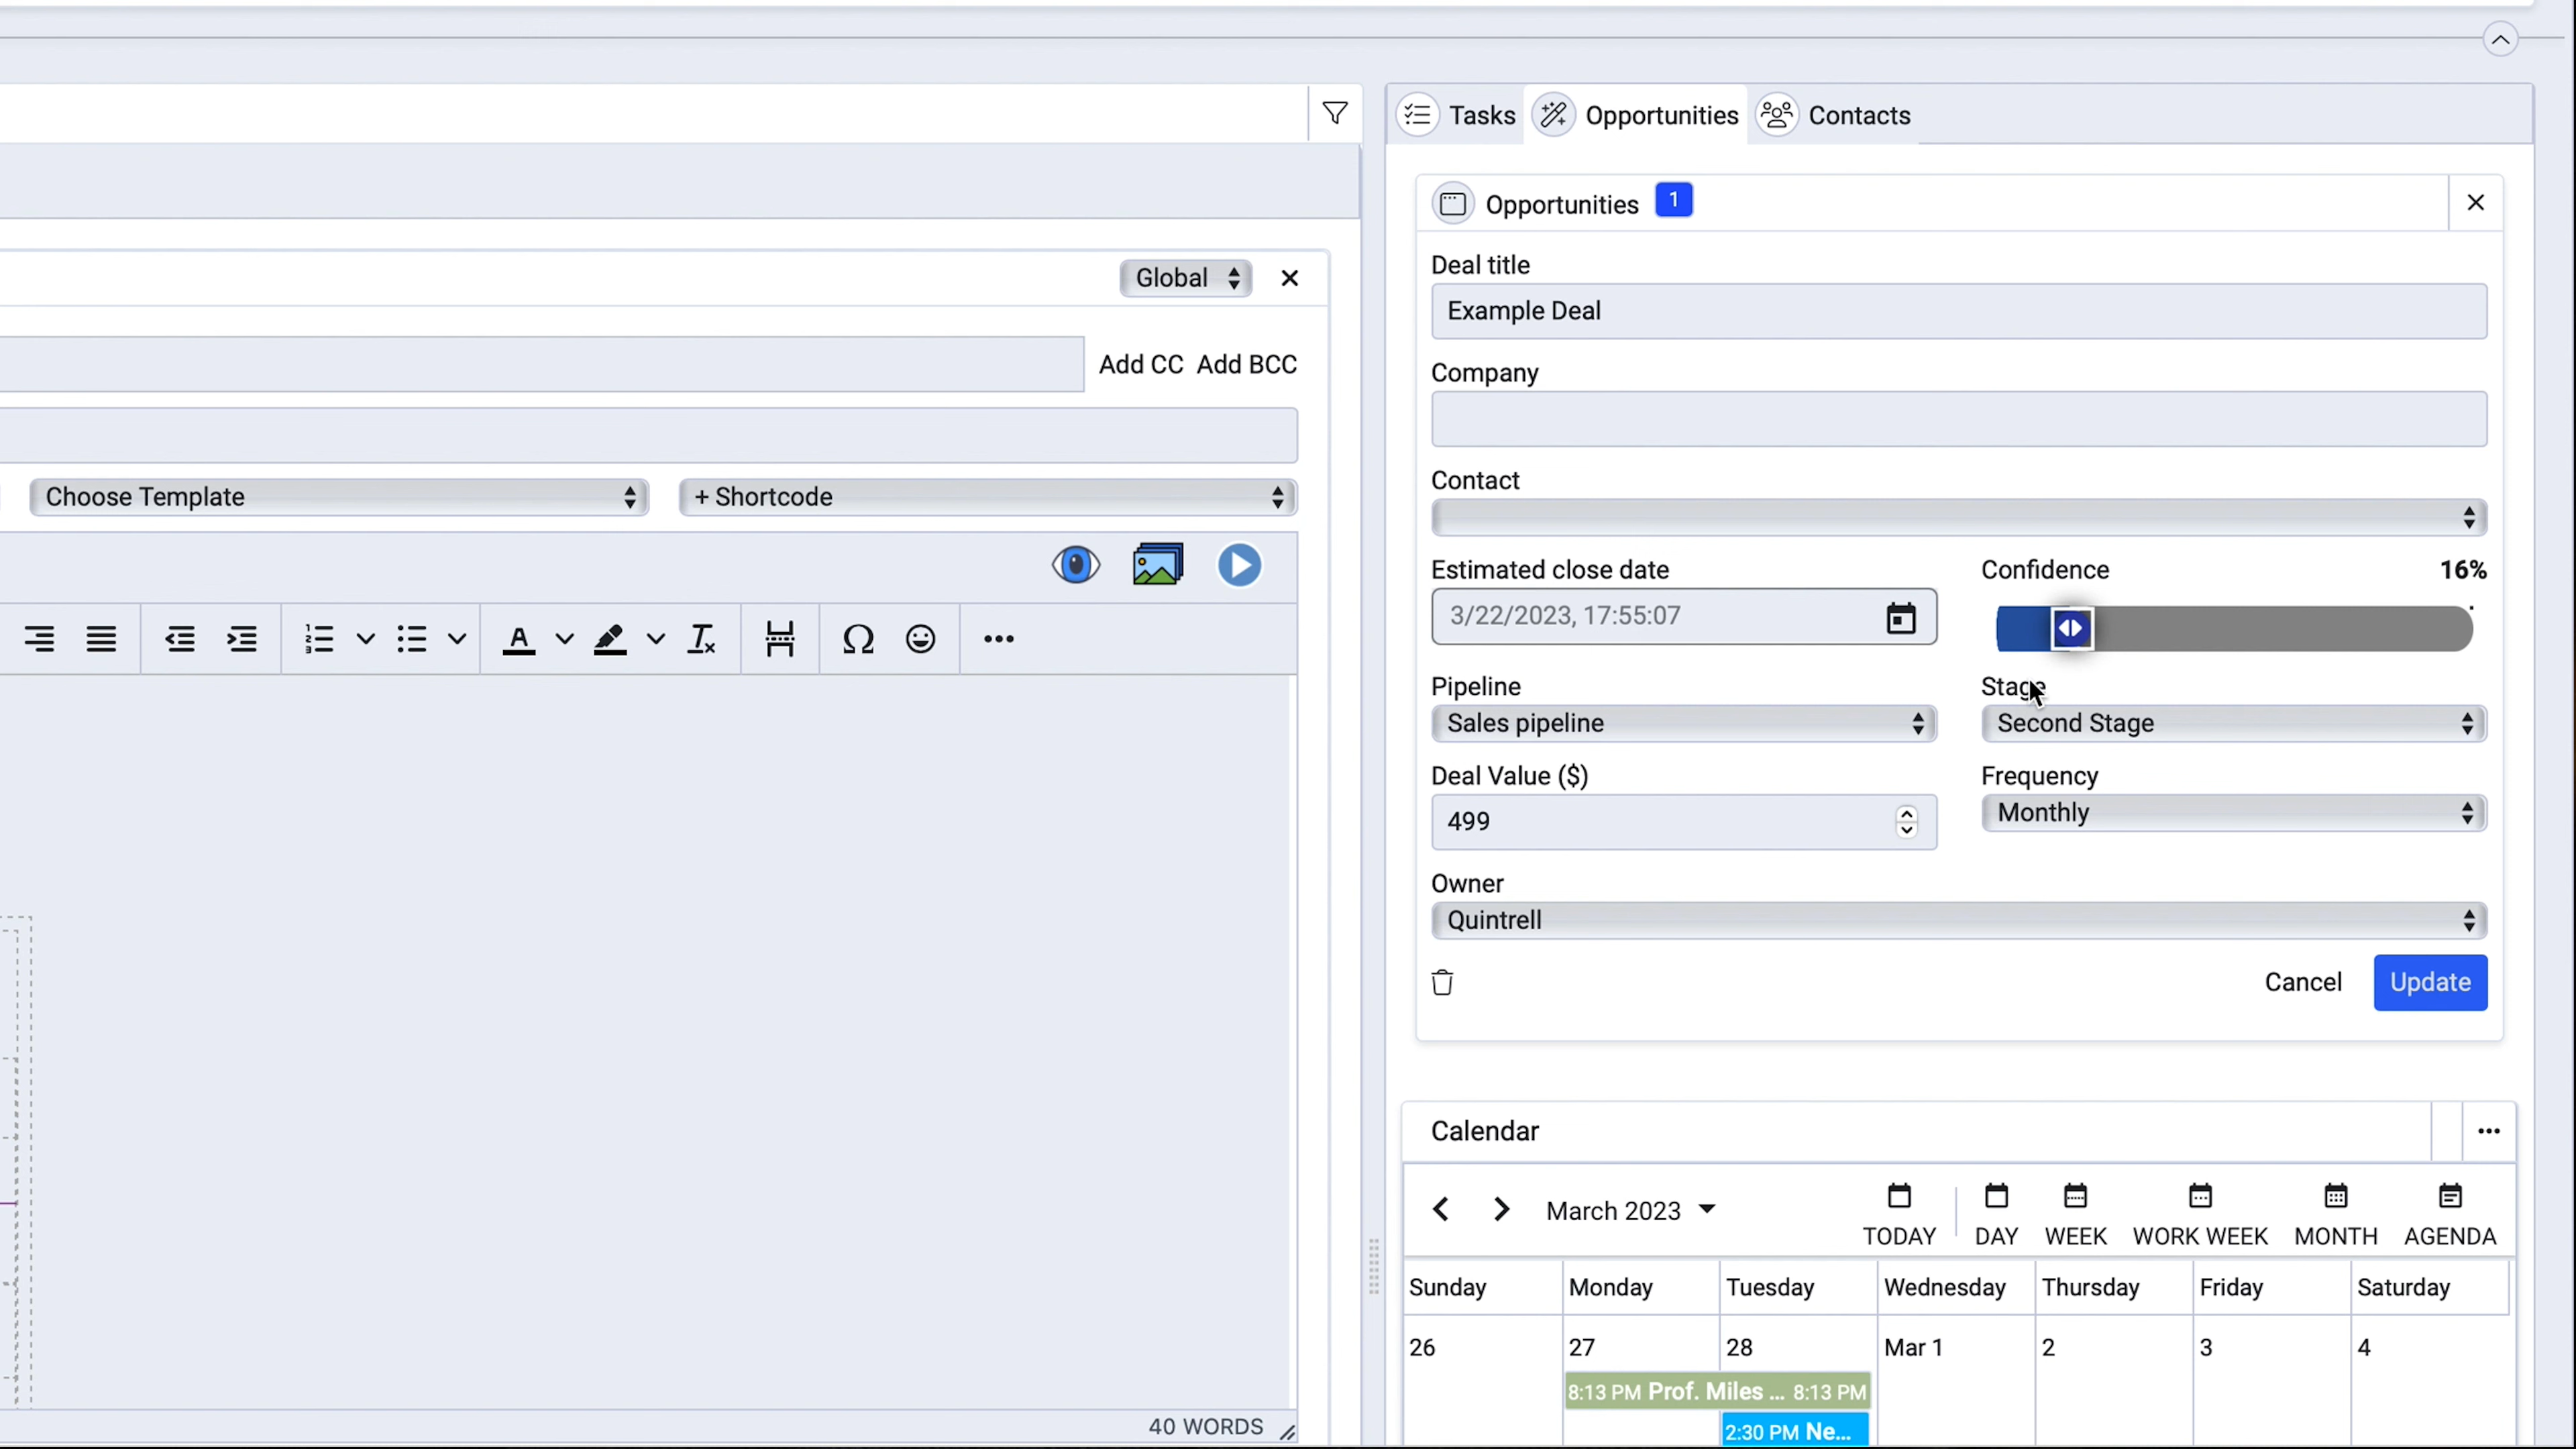 Tasks Opportunities Contacts
Opportunities 1
Global
Deal title
Example Deal
Add CC Add BCC
Company
Choose Template
+ Shortcode
Contact
Estimated close date
3/22/2023, 17:55:07
Confidence 16%
Pipeline
Sales pipeline
Stage
Second Stage
Deal Value ($)
499
Frequency
Monthly
Owner
Quintrell
Cancel Update
40 WORDS
Calendar
March 2023
TODAY DAY WEEK WORK WEEK MONTH AGENDA
Sunday Monday Tuesday Wednesday Thursday Friday Saturday
26 27 28 Mar 1 2 3 4
8:13 PM Prof. Miles ... 8:13 PM
2:30 PM Ne...